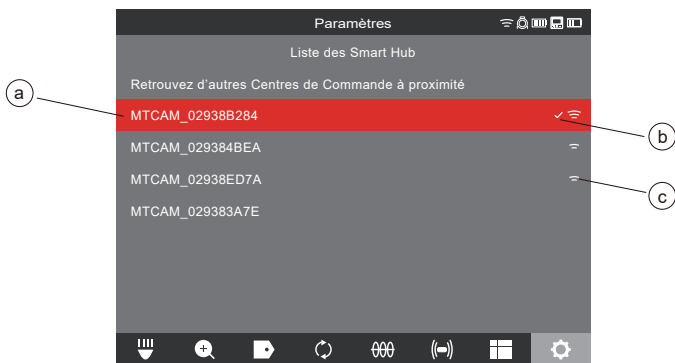 Paramètres
Liste des Smart Hub
Retrouvez d'autres Centres de Commande à proximité
a
MTCAM_02938B284
b
MTCAM_029384BEA
MTCAM_02938ED7A
c
MTCAM_029383A7E